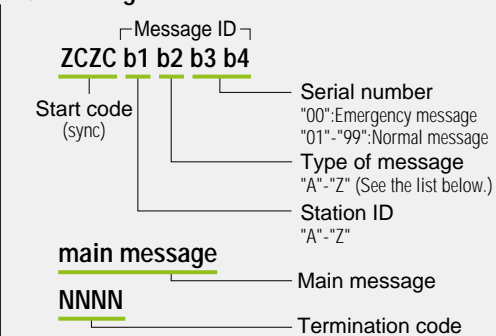 Message ID
ZCZC b1 b2 b3 b4
Start code
(sync)
Serial number
"00":Emergency message
"01"-"99":Normal message
Type of message
"A"-"Z" (See the list below.)
Station ID
"A"-"Z"
main message
Main message
NNNN
Termination code